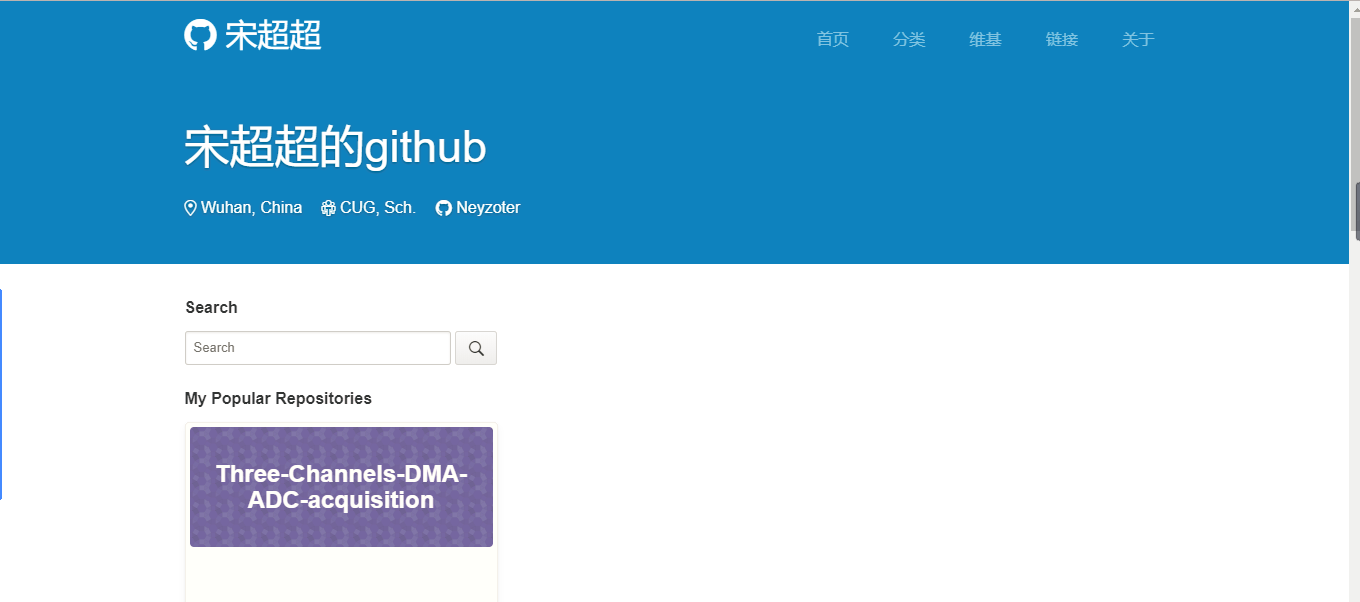 宋超超
首页 分类 维基 链接 关于
宋超超的github
Wuhan, China CUG, Sch. Neyzoter
Search
Search
My Popular Repositories
Three-Channels-DMA-
ADC-acquisition